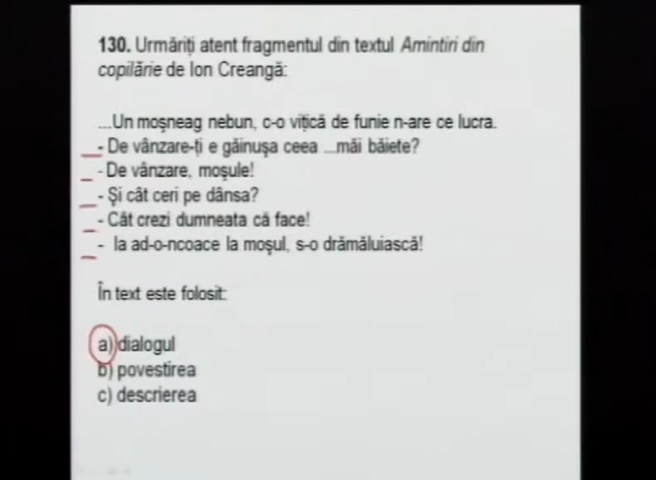 130. Urmăriți atent fragmentul din textul Amintiri din
copilărie de Ion Creangă:
...Un moșneag nebun, c-o vițică de funie n-are ce lucra.
- De vânzare-ți e găinușa ceea ...măi băiete?
- De vânzare, moșule!
- Și cât ceri pe dânsa?
- Cât crezi dumneata că face!
- Ia ad-o-ncoace la moșul, s-o drămăluiască!
În text este folosit:
a) dialogul
b) povestirea
c) descrierea